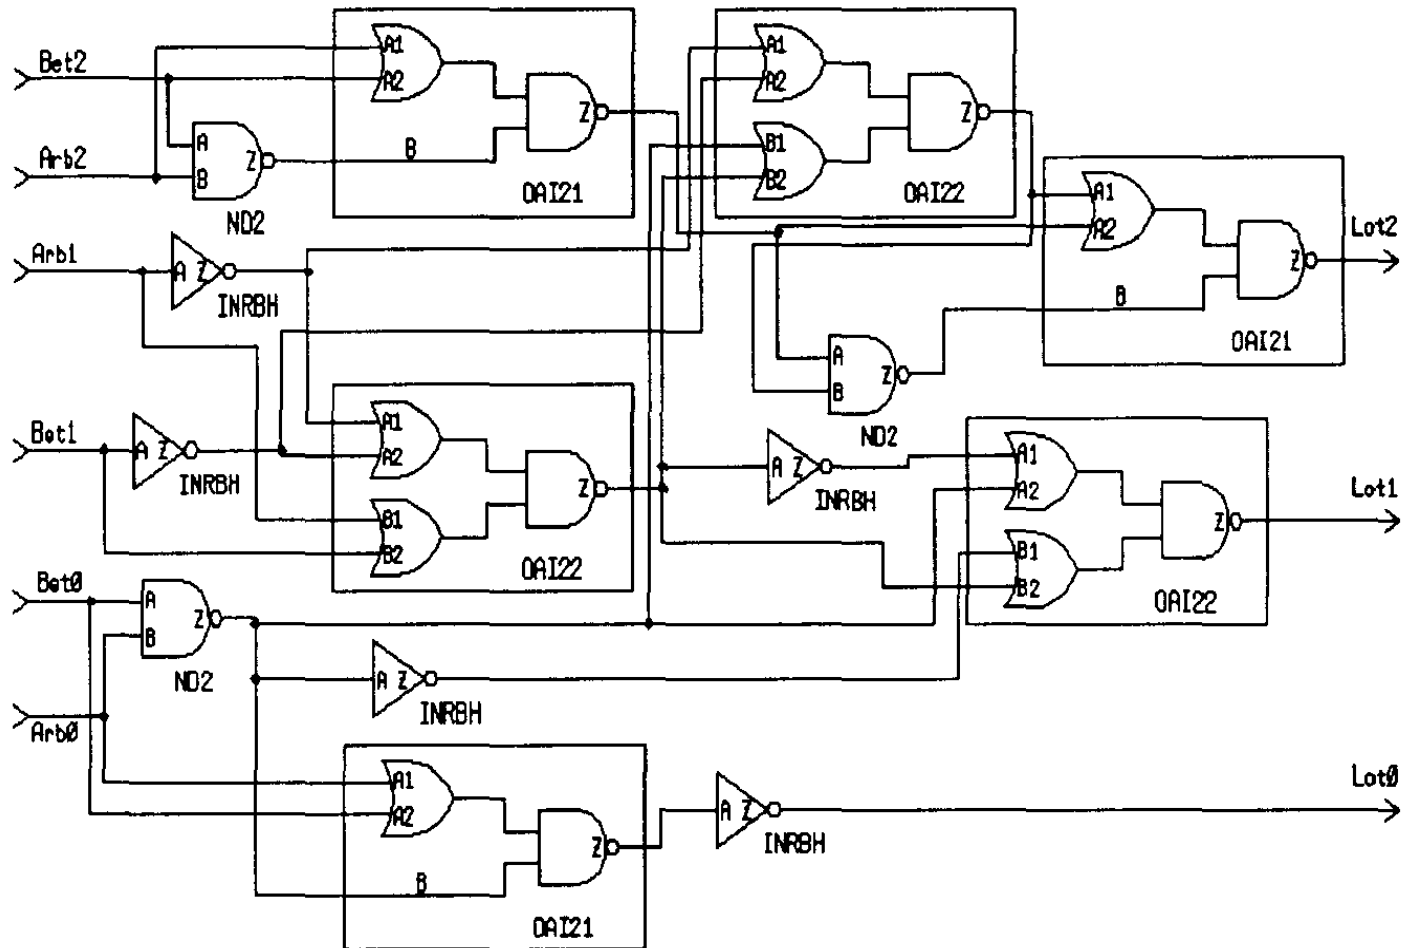 Bet2
A1
A2
Z
A
B
Z
B
OAI21
ND2
Arb2
A1
A2
B1
B2
Z
OAI22
A1
A2
Z
B
OAI21
Lot2
Arb1
A Z
INRBH
A
B
Z
ND2
Bet1
A Z
INRBH
A1
A2
B1
B2
Z
OAI22
A Z
INRBH
A1
A2
B1
B2
Z
OAI22
Lot1
Bet0
A
B
Z
ND2
A Z
INRBH
Arb0
A1
A2
Z
B
OAI21
A Z
INRBH
Lot0